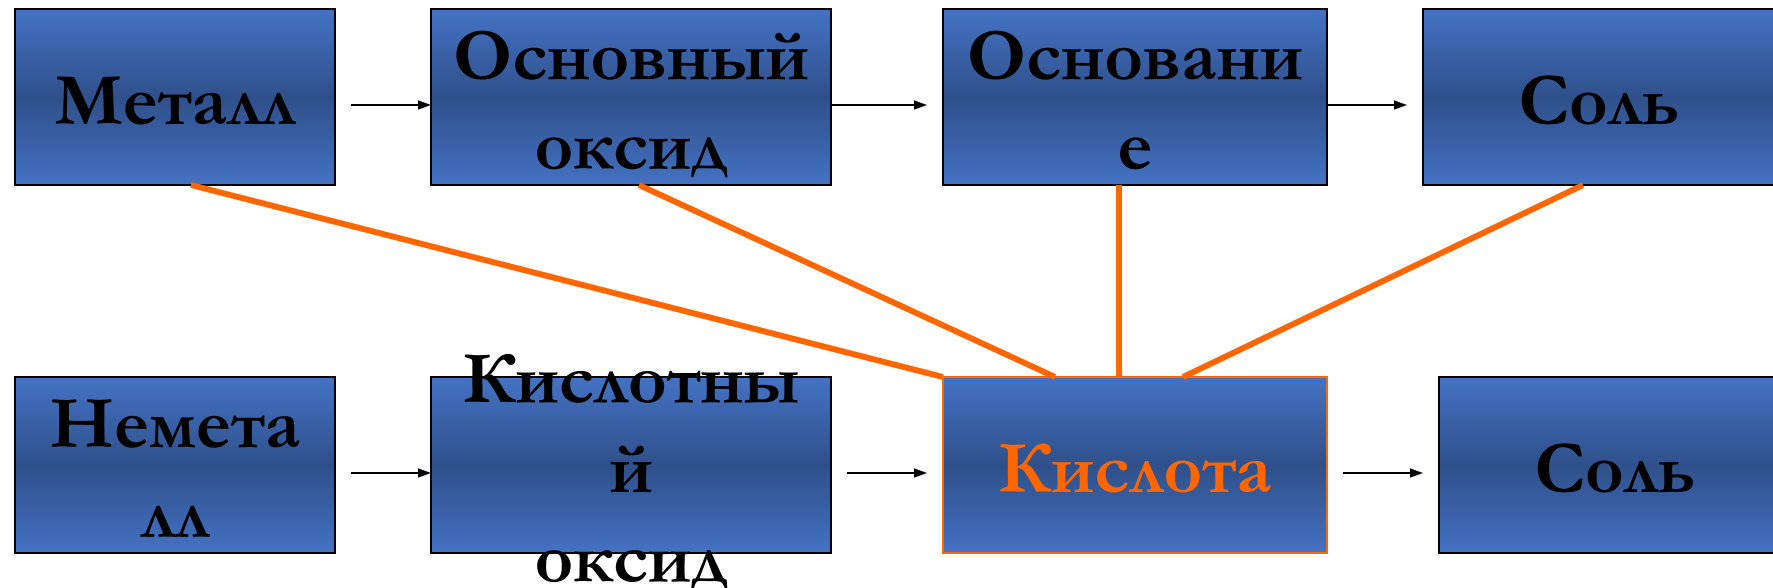 Металл
Основный
оксид
Основани
е
Соль
Немета
лл
Кислотны
й
оксид
Кислота
Соль